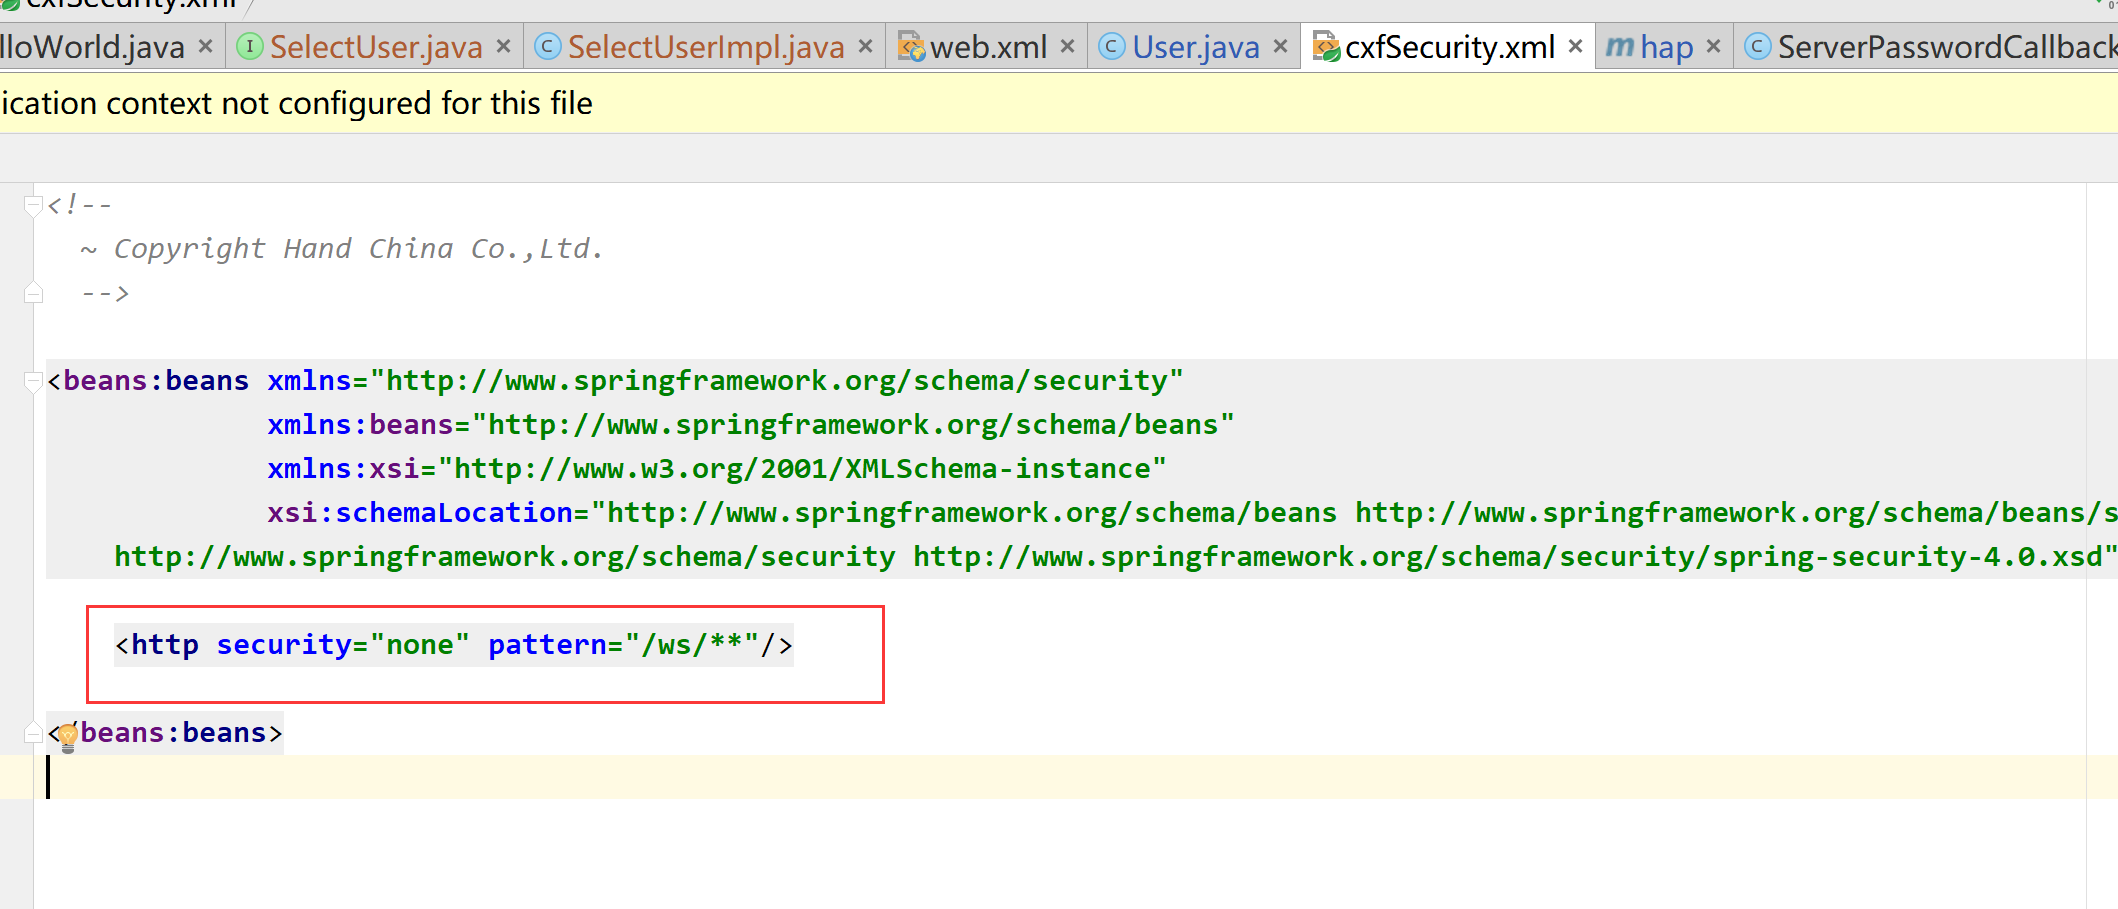 cxfSecurity.xml
lloWorld.java × I SelectUser.java × C SelectUserImpl.java × web.xml × C User.java × cxfSecurity.xml × m hap × C ServerPasswordCallback
ication context not configured for this file
<!--
~ Copyright Hand China Co.,Ltd.
-->
<beans:beans xmlns="http://www.springframework.org/schema/security"
xmlns:beans="http://www.springframework.org/schema/beans"
xmlns:xsi="http://www.w3.org/2001/XMLSchema-instance"
xsi:schemaLocation="http://www.springframework.org/schema/beans http://www.springframework.org/schema/beans/s
http://www.springframework.org/schema/security http://www.springframework.org/schema/security/spring-security-4.0.xsd"
<http security="none" pattern="/ws/**"/>
</beans:beans>